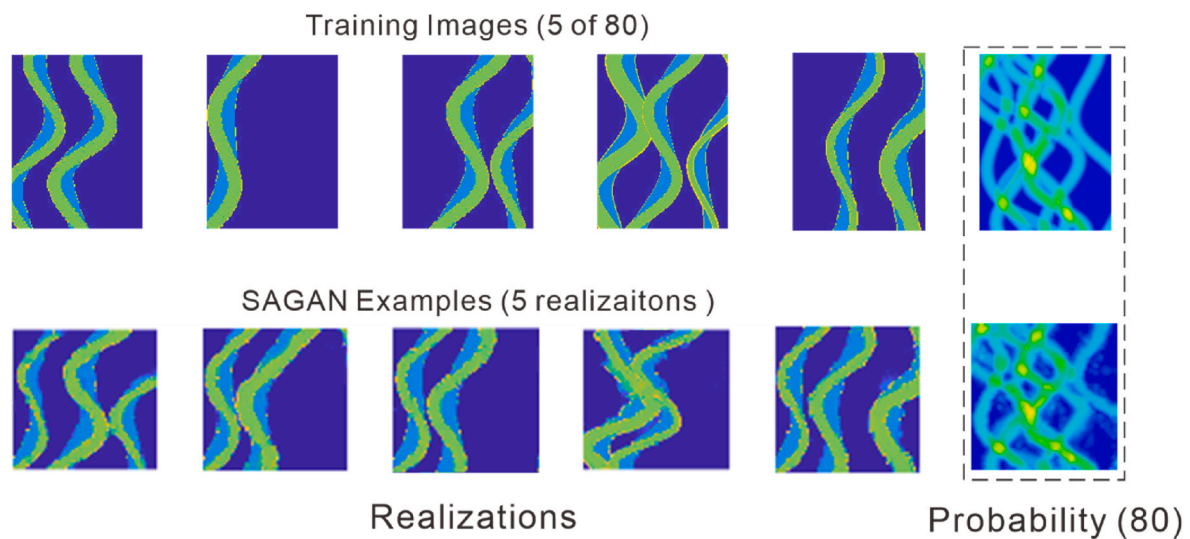 Training Images (5 of 80)
SAGAN Examples (5 realizaitons )
Realizations
Probability (80)